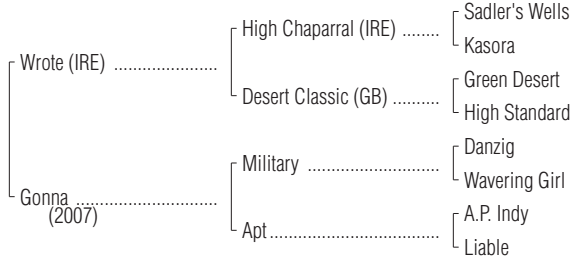 Sadler's Wells
High Chaparral (IRE) ........
Kasora
Wrote (IRE) ......................
Green Desert
Desert Classic (GB) ..........
High Standard
Danzig
Military ............................
Wavering Girl
Gonna ..............................
(2007)
A.P. Indy
Apt....................................
Liable